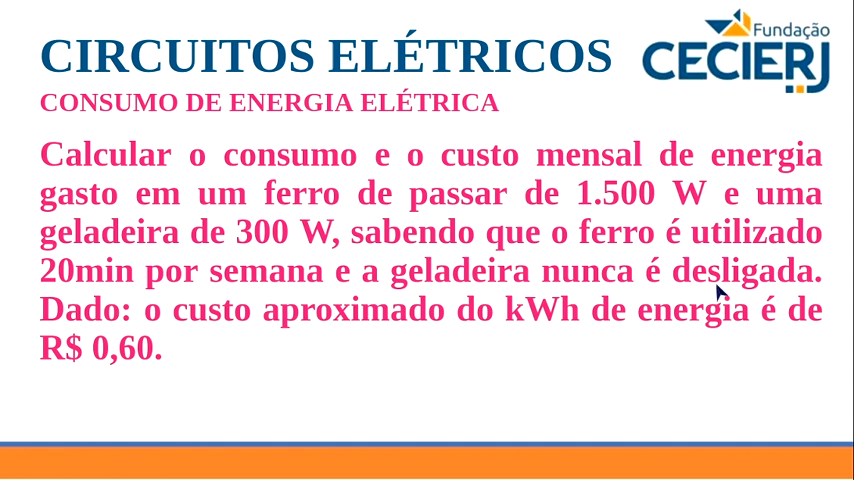 CIRCUITOS ELÉTRICOS
Fundação
CECIERJ
CONSUMO DE ENERGIA ELÉTRICA
Calcular o consumo e o custo mensal de energia
gasto em um ferro de passar de 1.500 W e uma
geladeira de 300 W, sabendo que o ferro é utilizado
20min por semana e a geladeira nunca é desligada.
Dado: o custo aproximado do kWh de energia é de
R$ 0,60.